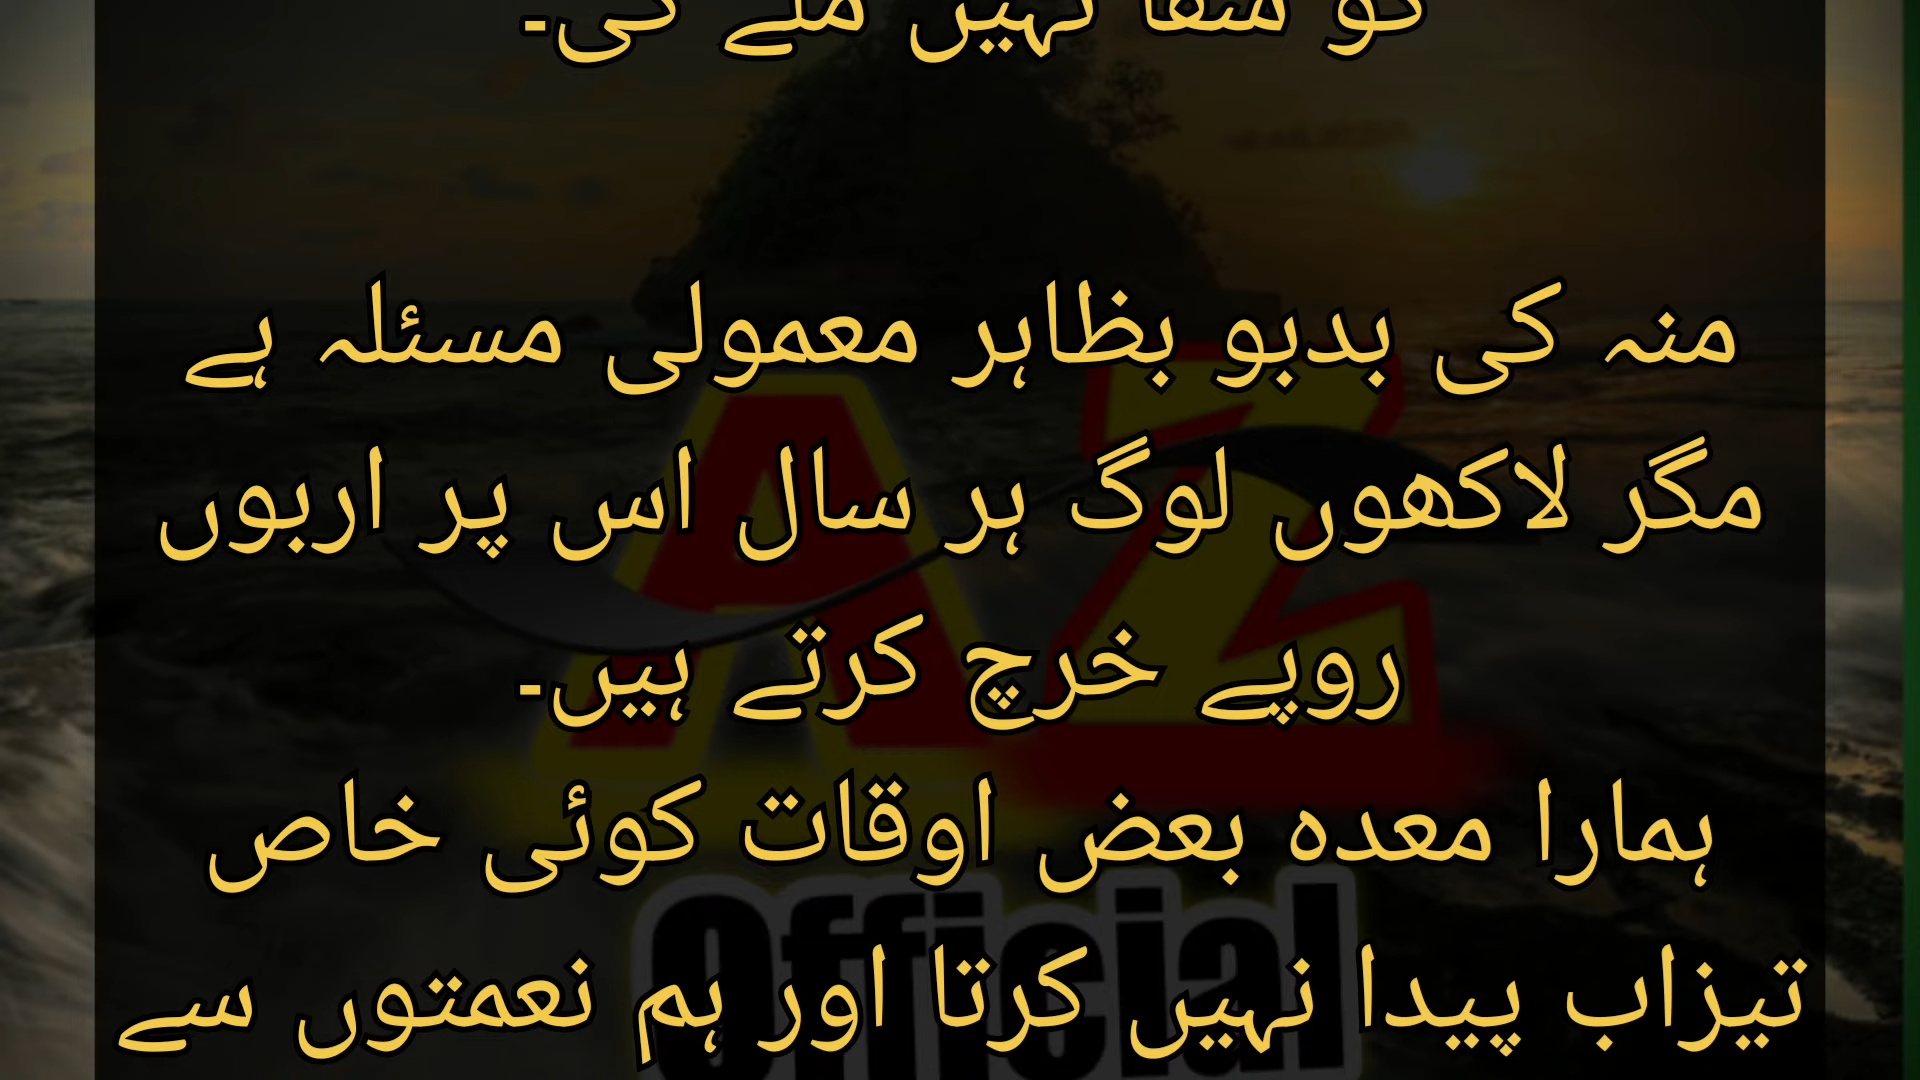 کو شفا نہیں ملے گی۔
منہ کی بدبو بظاہر معمولی مسئلہ ہے
مگر لاکھوں لوگ ہر سال اس پر اربوں
روپے خرچ کرتے ہیں۔
ہمارا معدہ بعض اوقات کوئی خاص
تیزاب پیدا نہیں کرتا اور ہم نعمتوں سے
AZ
Official